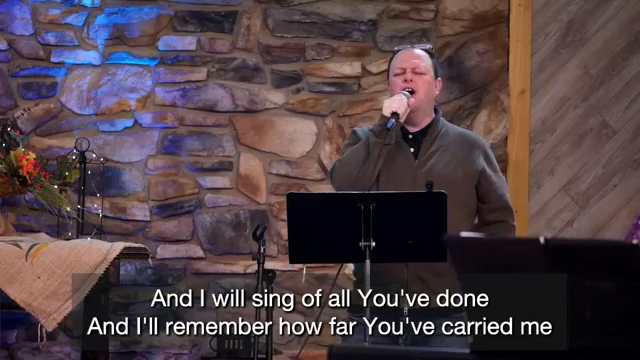 And I will sing of all You've done
And I'll remember how far You've carried me